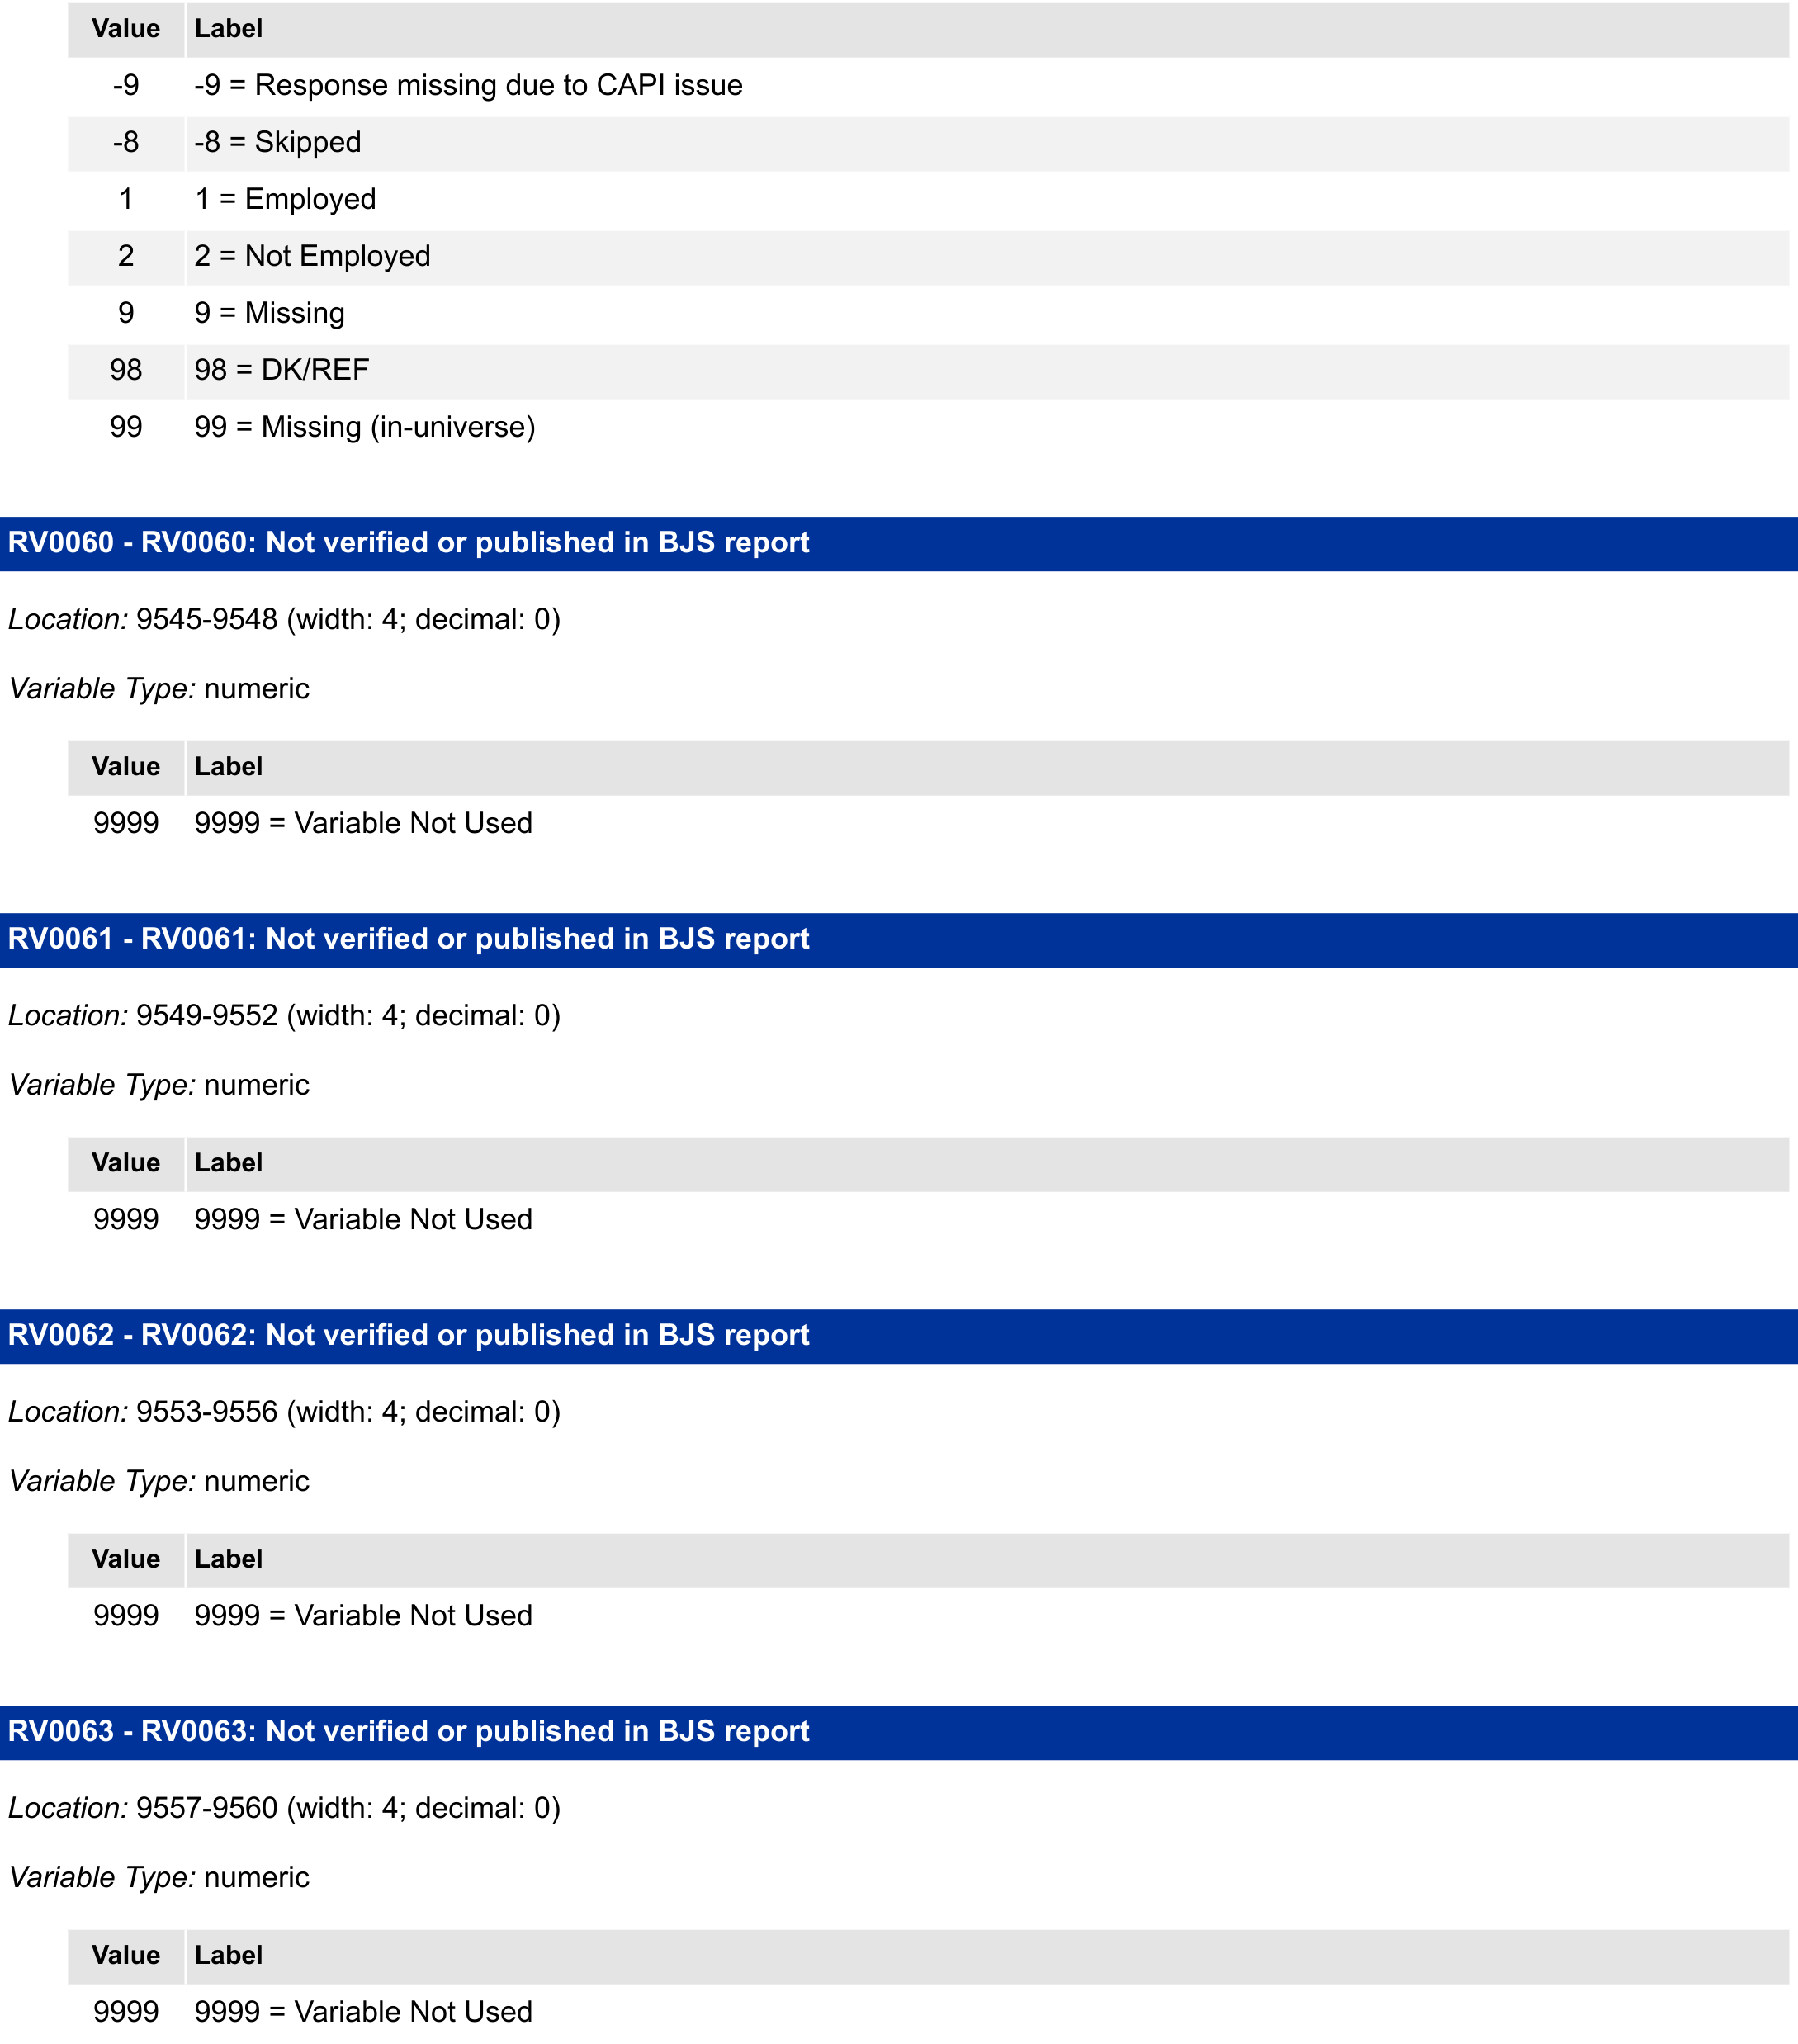 Value Label
-9 -9 = Response missing due to CAPI issue
-8 -8 = Skipped
1 1 = Employed
2 2 = Not Employed
9 9 = Missing
98 98 = DK/REF
99 99 = Missing (in-universe)
RV0060 - RV0060: Not verified or published in BJS report
Location: 9545-9548 (width: 4; decimal: 0)
Variable Type: numeric
Value Label
9999 9999 = Variable Not Used
RV0061 - RV0061: Not verified or published in BJS report
Location: 9549-9552 (width: 4; decimal: 0)
Variable Type: numeric
Value Label
9999 9999 = Variable Not Used
RV0062 - RV0062: Not verified or published in BJS report
Location: 9553-9556 (width: 4; decimal: 0)
Variable Type: numeric
Value Label
9999 9999 = Variable Not Used
RV0063 - RV0063: Not verified or published in BJS report
Location: 9557-9560 (width: 4; decimal: 0)
Variable Type: numeric
Value Label
9999 9999 = Variable Not Used